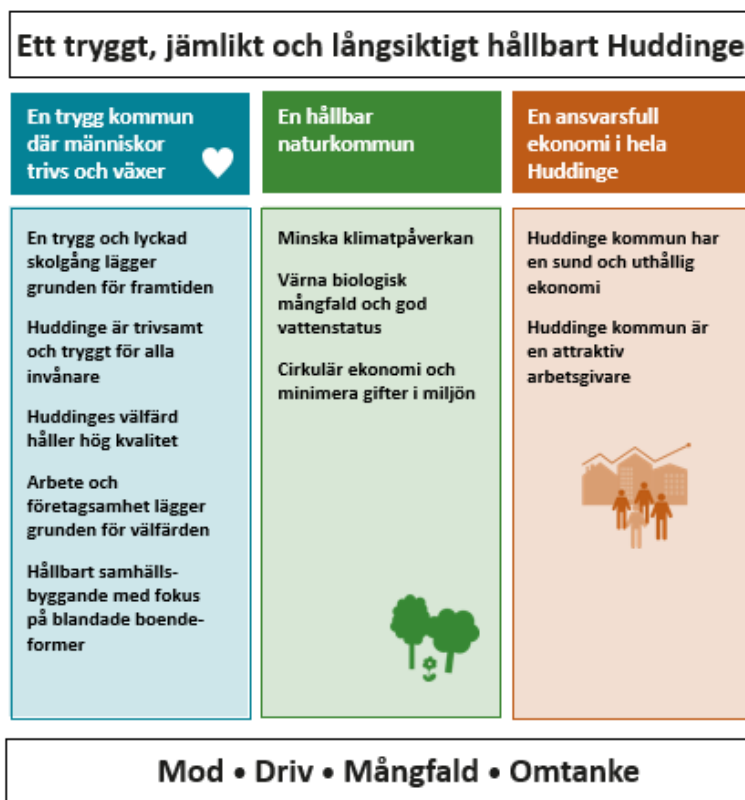 Ett tryggt, jämlikt och långsiktigt hållbart Huddinge
En trygg kommun
där människor
trivs och växer
En trygg och lyckad
skolgång lägger
grunden för framtiden
Huddinge är trivsamt
och tryggt för alla
invånare
Huddinges välfärd
håller hög kvalitet
Arbete och
företagsamhet lägger
grunden för välfärden
Hållbart samhälls-
byggande med fokus
på blandade boende-
former
En hållbar
naturkommun
Minska klimatpåverkan
Värna biologisk
mångfald och god
vattenstatus
Cirkulär ekonomi och
minimera gifter i miljön
En ansvarsfull
ekonomi i hela
Huddinge
Huddinge kommun har
en sund och uthållig
ekonomi
Huddinge kommun är
en attraktiv
arbetsgivare
Mod • Driv • Mångfald • Omtanke